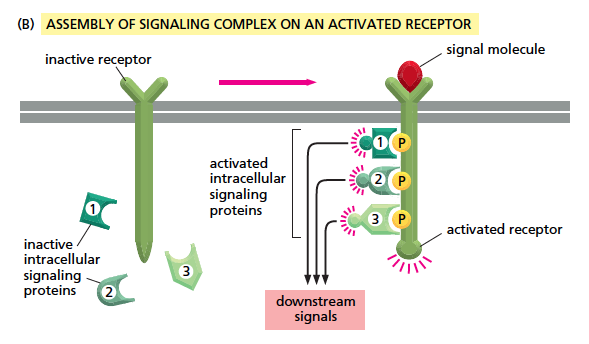 (B) ASSEMBLY OF SIGNALING COMPLEX ON AN ACTIVATED RECEPTOR
inactive receptor
signal molecule
1
2
3
inactive
intracellular
signaling
proteins
activated
intracellular
signaling
proteins
1 P
2 P
3 P
activated receptor
downstream
signals